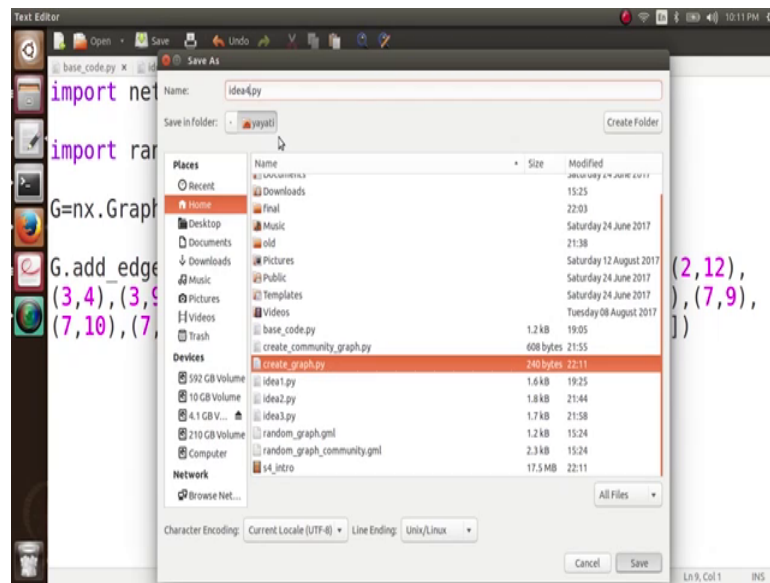 Text Editor
En
10:11 PM
Open
Save
Undo
base_code.py ×
Save As
import net
import ran
G=nx.Graph
G.add_edge
(2,12),
(3,4),(3,9
),(7,9),
(7,10),(7,
])
Name:
idea4.py
Save in folder:
yayati
Create Folder
Places
Recent
Home
Desktop
Documents
Downloads
Music
Pictures
Videos
Trash
Devices
592 GB Volume
10 GB Volume
4.1 GB V...
210 GB Volume
Computer
Network
Browse Net...
Name Size Modified
Documents Saturday 24 June 2017
Downloads 15:25
final 22:03
Music Saturday 24 June 2017
old 21:38
Pictures Saturday 12 August 2017
Public Saturday 24 June 2017
Templates Saturday 24 June 2017
Videos Tuesday 08 August 2017
base_code.py 1.2 kB 19:05
create_community_graph.py 608 bytes 21:55
create_graph.py 240 bytes 22:11
idea1.py 1.6 kB 19:25
idea2.py 1.8 kB 21:44
idea3.py 1.7 kB 21:58
random_graph.gml 1.2 kB 15:24
random_graph_community.gml 2.3 kB 15:24
s4_intro 17.5 MB 22:11
All Files
Character Encoding: Current Locale (UTF-8) Line Ending: Unix/Linux
Cancel Save
Ln 9, Col 1 INS